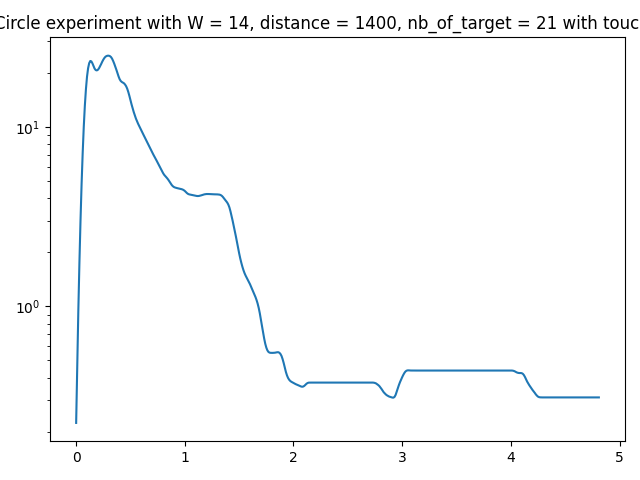 Circle experiment with W = 14, distance = 1400, nb_of_target = 21 with touc
10¹
10⁰
0 1 2 3 4 5